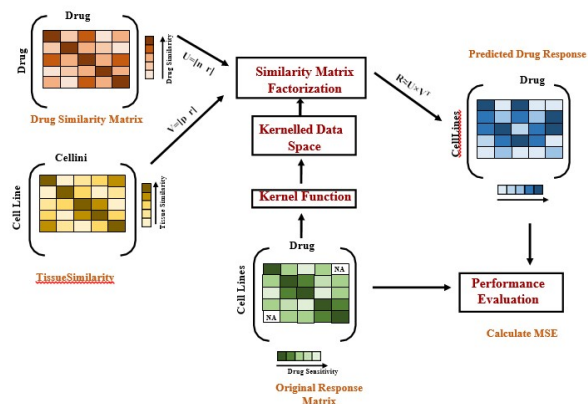 Drug
Drug
Drug Similarity
Drug Similarity Matrix
U=|n r|
V=|p r|
Similarity Matrix
Factorization
R=U×Vᵀ
Predicted Drug Response
Drug
CellLines
Kernelled Data
Space
Kernel Function
Cellini
Cell Line
Tissue Similarity
TissueSimilarity
Drug
Cell Lines
NA
NA
Drug Sensitivity
Original Response
Matrix
Performance
Evaluation
Calculate MSE